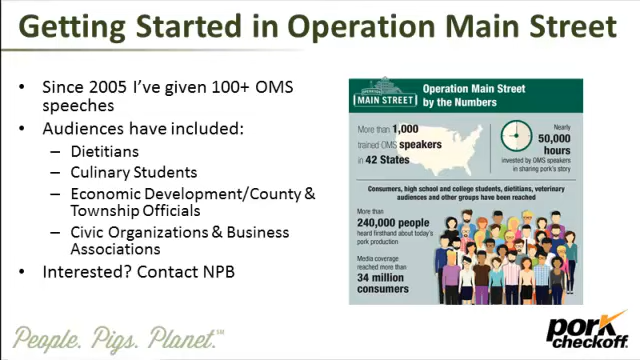 Getting Started in Operation Main Street
• Since 2005 I've given 100+ OMS
speeches
• Audiences have included:
– Dietitians
– Culinary Students
– Economic Development/County &
Township Officials
– Civic Organizations & Business
Associations
• Interested? Contact NPB
OPERATION
MAIN STREET
Operation Main Street
by the Numbers
More than 1,000
trained OMS speakers
in 42 States
Nearly
50,000
hours
invested by OMS speakers
in sharing pork's story
Consumers, high school and college students, dietitians, veterinary
audiences and other groups have been reached
More than
240,000 people
heard firsthand about today's
pork production
Media coverage
reached more than
34 million
consumers
People. Pigs. Planet.℠
pork
checkoff.